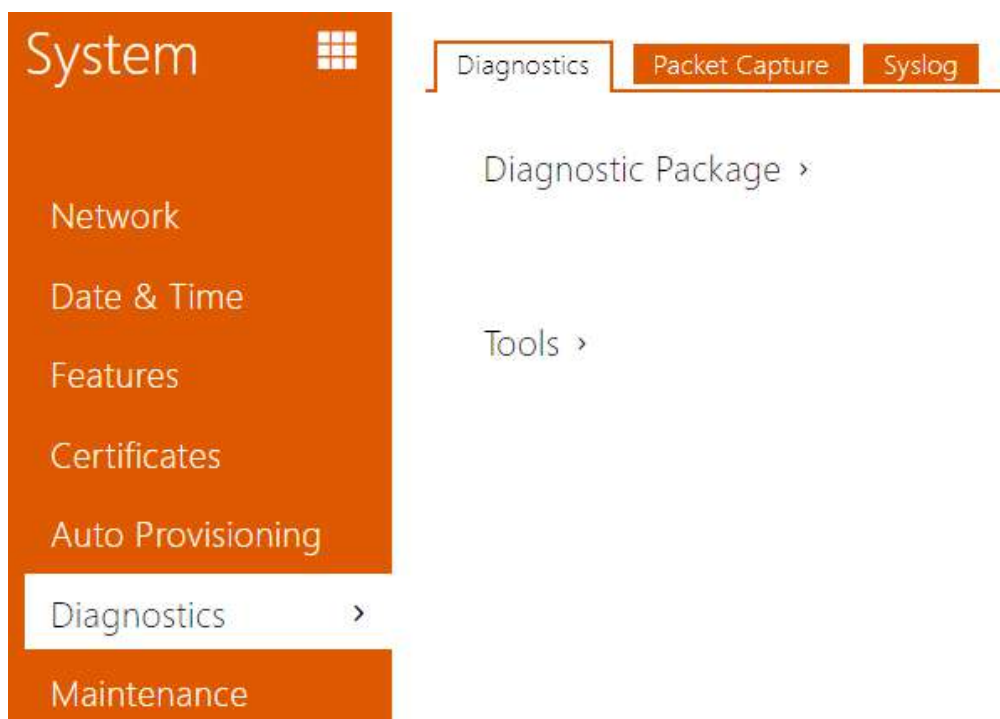 System
Network
Date & Time
Features
Certificates
Auto Provisioning
Diagnostics
Maintenance
Diagnostics
Packet Capture
Syslog
Diagnostic Package
Tools